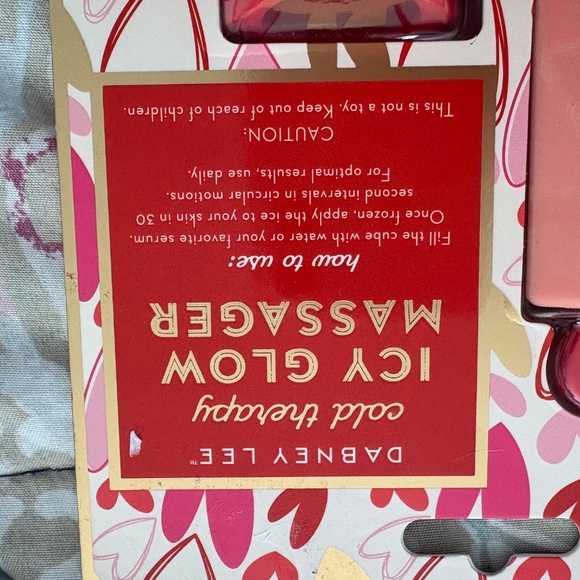 DABNEY LEE™
cold therapy
ICY GLOW
MASSAGER
how to use:
Fill the cube with water or your favorite serum.
Once frozen, apply the ice to your skin in 30
second intervals in circular motions.
For optimal results, use daily.
CAUTION:
This is not a toy. Keep out of reach of children.